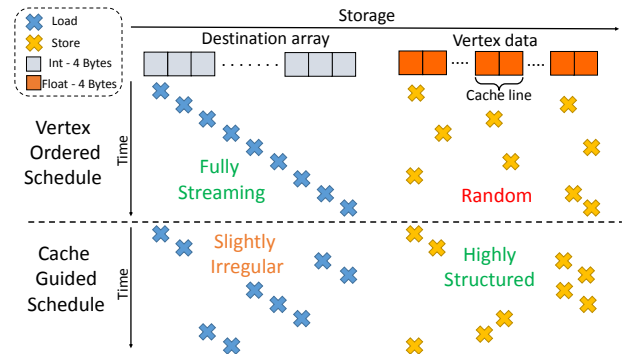 Load
Store
Int - 4 Bytes
Float - 4 Bytes
Storage
Destination array
Vertex data
Cache line
Vertex
Ordered
Schedule
Time
Fully
Streaming
Random
Cache
Guided
Schedule
Time
Slightly
Irregular
Highly
Structured